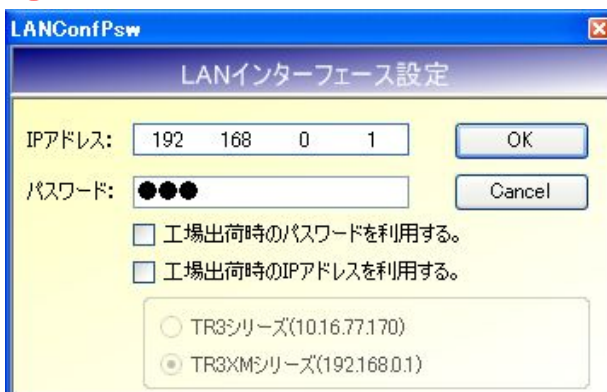 LANConfPsw
LANインターフェース設定
IPアドレス: 192 168 0 1 OK
パスワード: ●●● Cancel
工場出荷時のパスワードを利用する。
工場出荷時のIPアドレスを利用する。
TR3シリーズ(10.16.77.170)
TR3XMシリーズ(192.168.0.1)